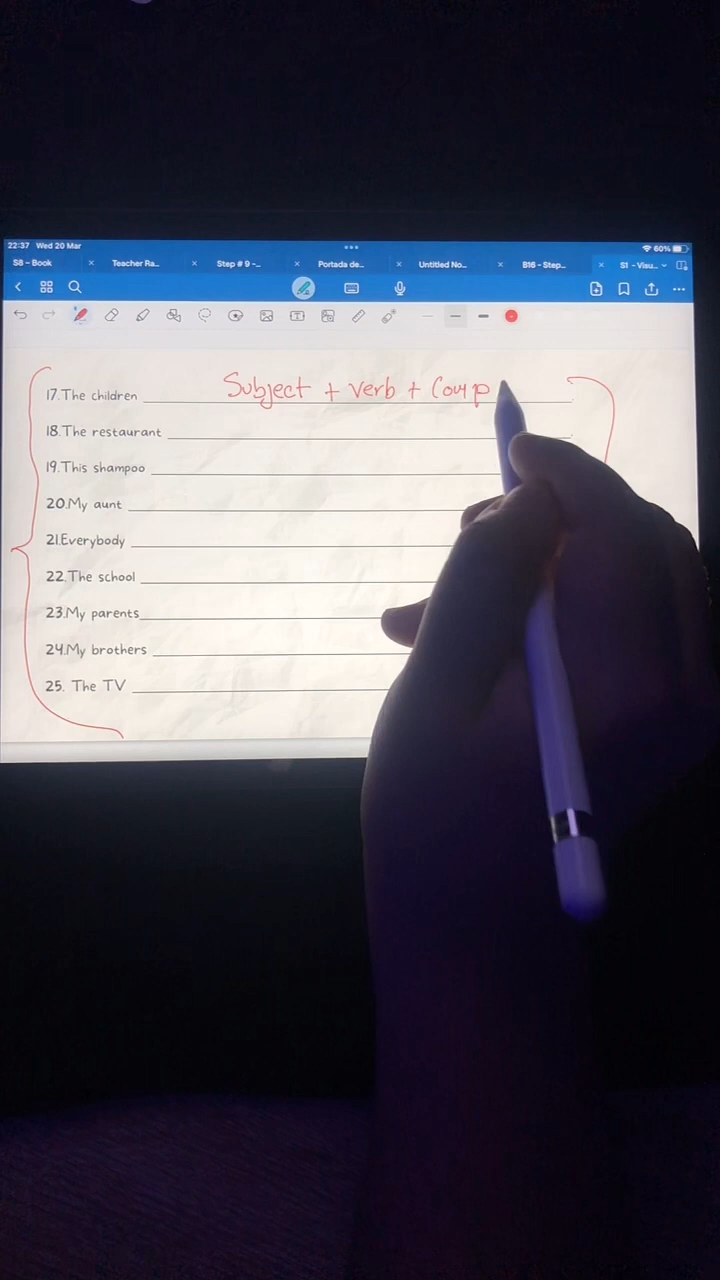 22:37 Wed 20 Mar
60%
S8 - Book
Teacher Ra...
Step # 9 -...
Portada de...
Untitled No...
B16 - Step...
S1 - Visu...
Subject + verb + Comp
17.The children
18.The restaurant
19.This shampoo
20.My aunt
21.Everybody
22.The school
23.My parents
24.My brothers
25. The TV